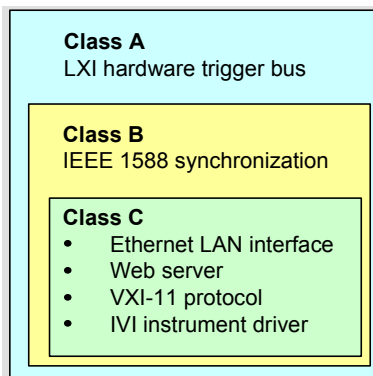 Class A
LXI hardware trigger bus
Class B
IEEE 1588 synchronization
Class C
• Ethernet LAN interface
• Web server
• VXI-11 protocol
• IVI instrument driver